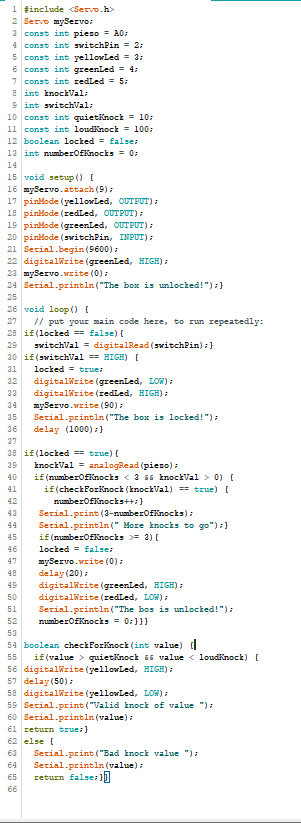 1 #include <Servo.h>
2 Servo myServo;
3 const int pieso = A0;
4 const int switchPin = 2;
5 const int yellowLed = 3;
6 const int greenLed = 4;
7 const int redLed = 5;
8 int knockVal;
9 int switchVal;
10 const int quietKnock = 10;
11 const int loudKnock = 100;
12 boolean locked = false;
13 int numberOfKnocks = 0;
14
15 void setup() {
16 myServo.attach(9);
17 pinMode(yellowLed, OUTPUT);
18 pinMode(redLed, OUTPUT);
19 pinMode(greenLed, OUTPUT);
20 pinMode(switchPin, INPUT);
21 Serial.begin(9600);
22 digitalWrite(greenLed, HIGH);
23 myServo.write(0);
24 Serial.println("The box is unlocked!");}
25
26 void loop() {
27 // put your main code here, to run repeatedly:
28 if(locked == false){
29 switchVal = digitalRead(switchPin);}
30 if(switchVal == HIGH) {
31 locked = true;
32 digitalWrite(greenLed, LOW);
33 digitalWrite(redLed, HIGH);
34 myServo.write(90);
35 Serial.println("The box is locked!");
36 delay (1000);}
37
38 if(locked == true){
39 knockVal = analogRead(pieso);
40 if(numberOfKnocks < 3 && knockVal > 0) {
41 if(checkForKnock(knockVal) == true) {
42 numberOfKnocks++;}
43 Serial.print(3-numberOfKnocks);
44 Serial.println(" More knocks to go");}
45 if(numberOfKnocks >= 3){
46 locked = false;
47 myServo.write(0);
48 delay(20);
49 digitalWrite(greenLed, HIGH);
50 digitalWrite(redLed, LOW);
51 Serial.println("The bos is unlocked!");
52 numberOfKnocks = 0;}}}
53
54 boolean checkForKnock(int value) {
55 if(value > quietKnock && value < loudKnock) {
56 digitalWrite(yellowLed, HIGH);
57 delay(50);
58 digitalWrite(yellowLed, LOW);
59 Serial.print("Valid knock of value ");
60 Serial.println(value);
61 return true;}
62 else {
63 Serial.print("Bad knock value ");
64 Serial.println(value);
65 return false;}}
66